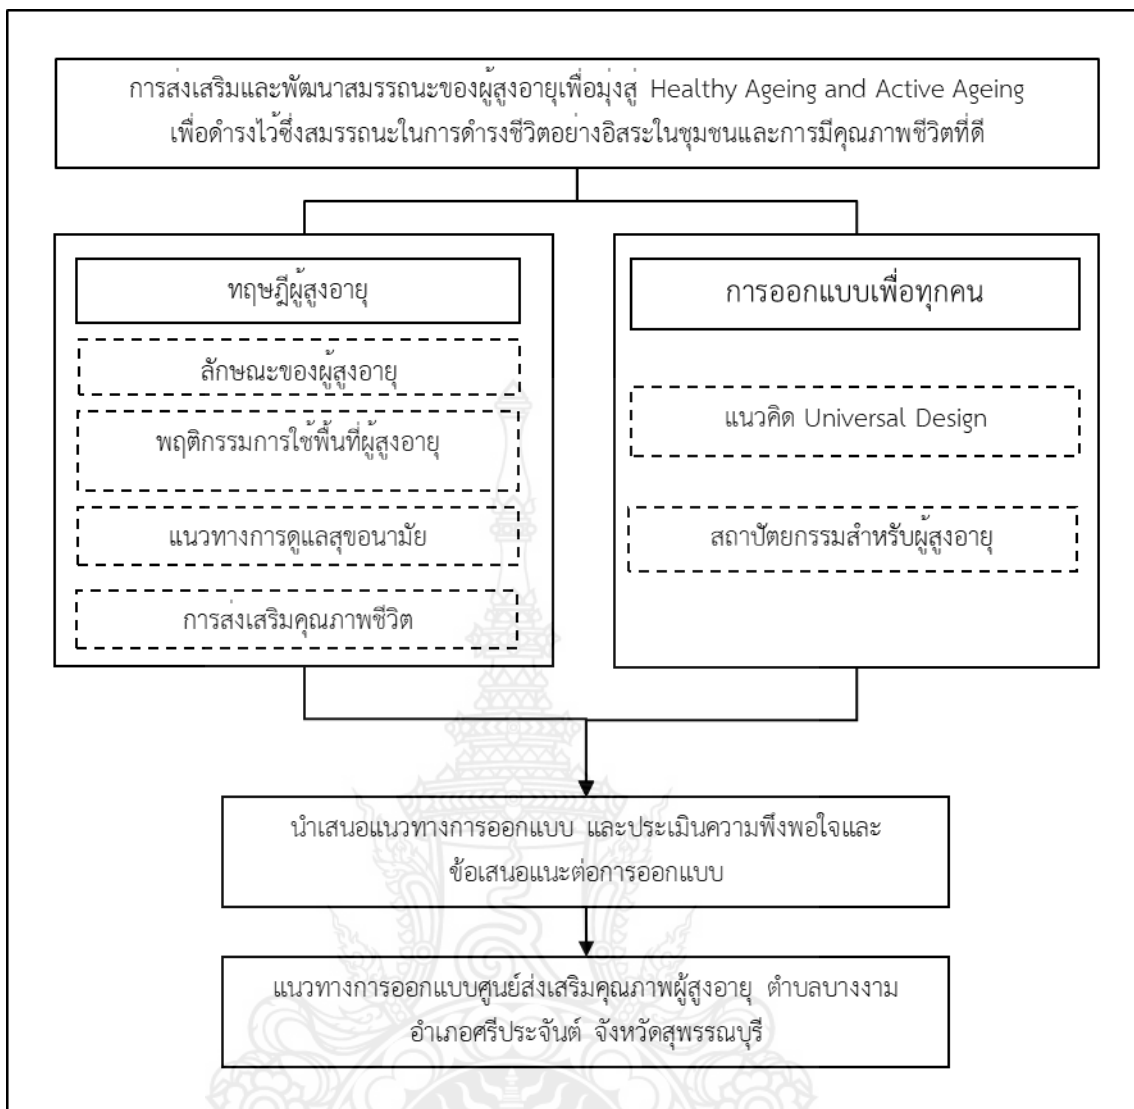 การส่งเสริมและพัฒนาสมรรถนะของผู้สูงอายุเพื่อมุ่งสู่ Healthy Ageing and Active Ageing
เพื่อดำรงไว้ซึ่งสมรรถนะในการดำรงชีวิตอย่างอิสระในชุมชนและการมีคุณภาพชีวิตที่ดี
ทฤษฎีผู้สูงอายุ
ลักษณะของผู้สูงอายุ
พฤติกรรมการใช้พื้นที่ผู้สูงอายุ
แนวทางการดูแลสุขอนามัย
การส่งเสริมคุณภาพชีวิต
การออกแบบเพื่อทุกคน
แนวคิด Universal Design
สถาปัตยกรรมสำหรับผู้สูงอายุ
นำเสนอแนวทางการออกแบบ และประเมินความพึงพอใจและ
ข้อเสนอแนะต่อการออกแบบ
แนวทางการออกแบบศูนย์ส่งเสริมคุณภาพผู้สูงอายุ ตำบลบางงาม
อำเภอศรีประจันต์ จังหวัดสุพรรณบุรี